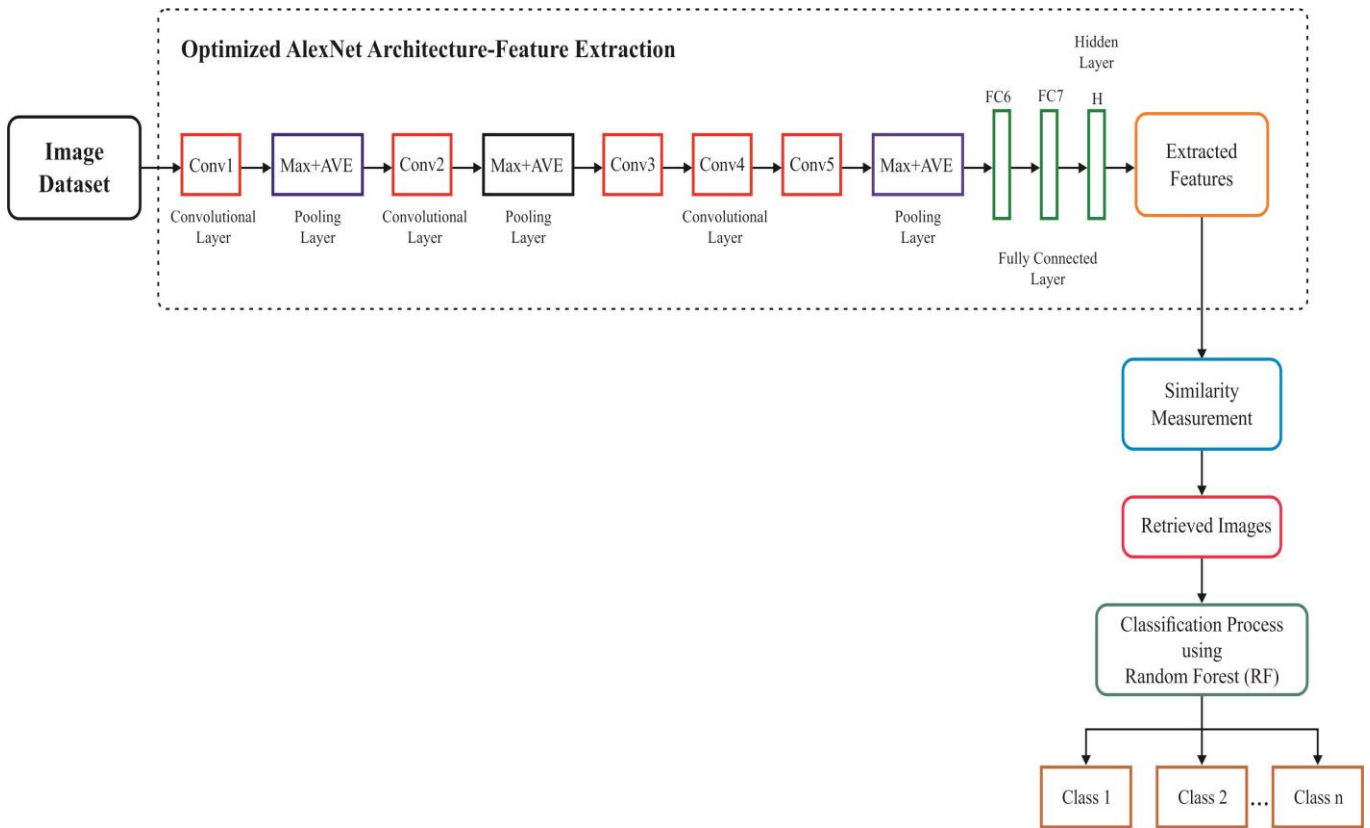 Optimized AlexNet Architecture-Feature Extraction
Hidden
Layer
FC6
FC7
H
Image
Dataset
Conv1
Max+AVE
Conv2
Max+AVE
Conv3
Conv4
Conv5
Max+AVE
Extracted
Features
Convolutional
Layer
Pooling
Layer
Convolutional
Layer
Pooling
Layer
Convolutional
Layer
Pooling
Layer
Fully Connected
Layer
Similarity
Measurement
Retrieved Images
Classification Process
using
Random Forest (RF)
Class 1
Class 2
...
Class n